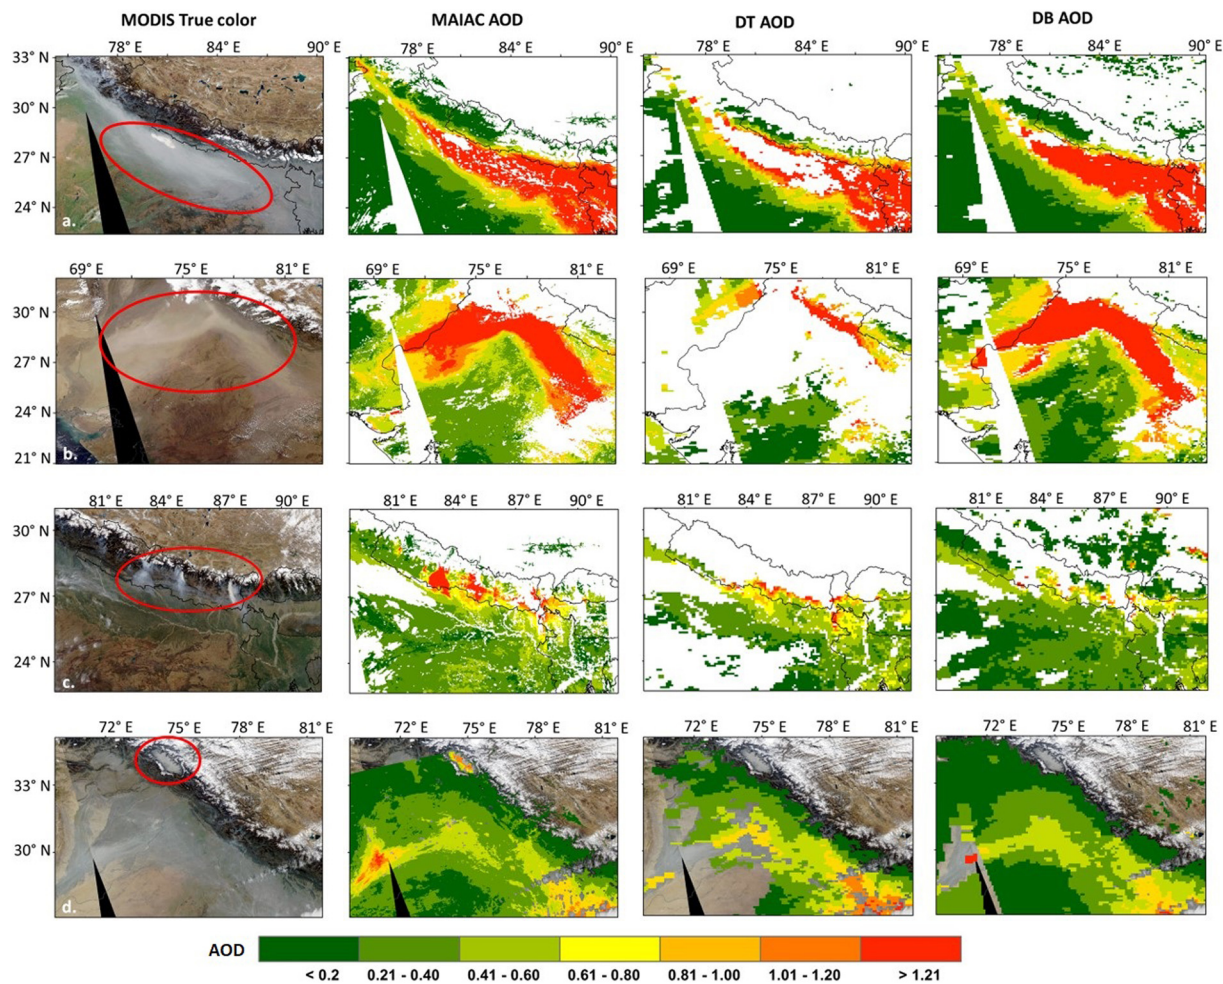 MODIS True color MAIAC AOD DT AOD DB AOD
78° E 84° E 90° E 78° E 84° E 90° E 78° E 84° E 90° E 78° E 84° E 90° E
33° N
30° N
27° N
24° N
a.
69° E 75° E 81° E 69° E 75° E 81° E 69° E 75° E 81° E 69° E 75° E 81° E
30° N
27° N
24° N
21° N
b.
81° E 84° E 87° E 90° E 81° E 84° E 87° E 90° E 81° E 84° E 87° E 90° E 81° E 84° E 87° E 90° E
30° N
27° N
24° N
c.
72° E 75° E 78° E 81° E 72° E 75° E 78° E 81° E 72° E 75° E 78° E 81° E 72° E 75° E 78° E 81° E
33° N
30° N
d.
AOD
< 0.2 0.21 - 0.40 0.41 - 0.60 0.61 - 0.80 0.81 - 1.00 1.01 - 1.20 > 1.21